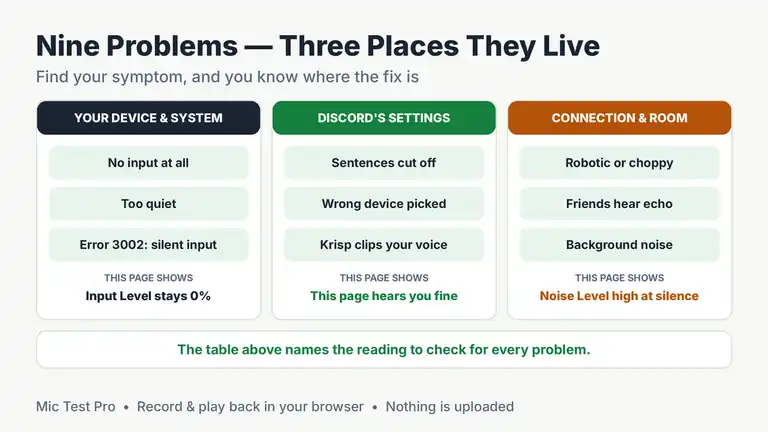 Nine Problems — Three Places They Live
Find your symptom, and you know where the fix is
YOUR DEVICE & SYSTEM
No input at all
Too quiet
Error 3002: silent input
THIS PAGE SHOWS
Input Level stays 0%
DISCORD'S SETTINGS
Sentences cut off
Wrong device picked
Krisp clips your voice
THIS PAGE SHOWS
This page hears you fine
CONNECTION & ROOM
Robotic or choppy
Friends hear echo
Background noise
THIS PAGE SHOWS
Noise Level high at silence
The table above names the reading to check for every problem.
Mic Test Pro • Record & play back in your browser • Nothing is uploaded